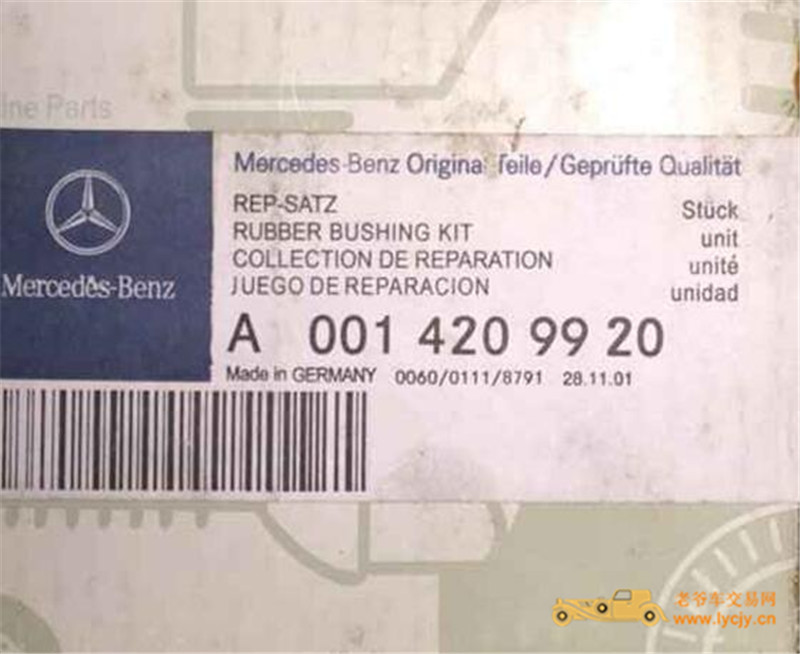 ine Parts
Mercedes-Benz Original Teile/Geprüfte Qualität
REP-SATZ Stück
RUBBER BUSHING KIT unit
COLLECTION DE REPARATION unité
JUEGO DE REPARACION unidad
Mercedes-Benz
A 001 420 99 20
Made in GERMANY 0060/0111/8791 28.11.01
老爷车交易网
www.lycjy.cn